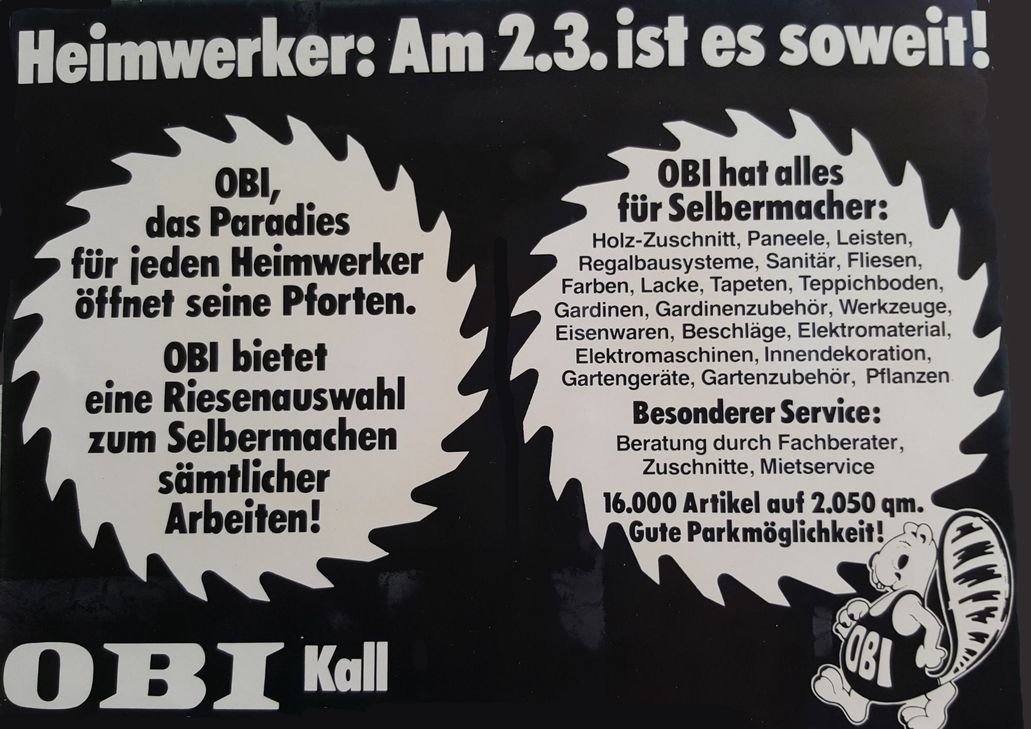 Heimwerker: Am 2.3. ist es soweit!
OBI,
das Paradies
für jeden Heimwerker
öffnet seine Pforten.
OBI bietet
eine Riesenauswahl
zum Selbermachen
sämtlicher
Arbeiten!
OBI hat alles
für Selbermacher:
Holz-Zuschnitt, Paneele, Leisten,
Regalbausysteme, Sanitär, Fliesen,
Farben, Lacke, Tapeten, Teppichboden,
Gardinen, Gardinenzubehör, Werkzeuge,
Eisenwaren, Beschläge, Elektromaterial,
Elektromaschinen, Innendekoration,
Gartengeräte, Gartenzubehör, Pflanzen
Besonderer Service:
Beratung durch Fachberater,
Zuschnitte, Mietservice
16.000 Artikel auf 2.050 qm.
Gute Parkmöglichkeit!
OBI
OBI Kall